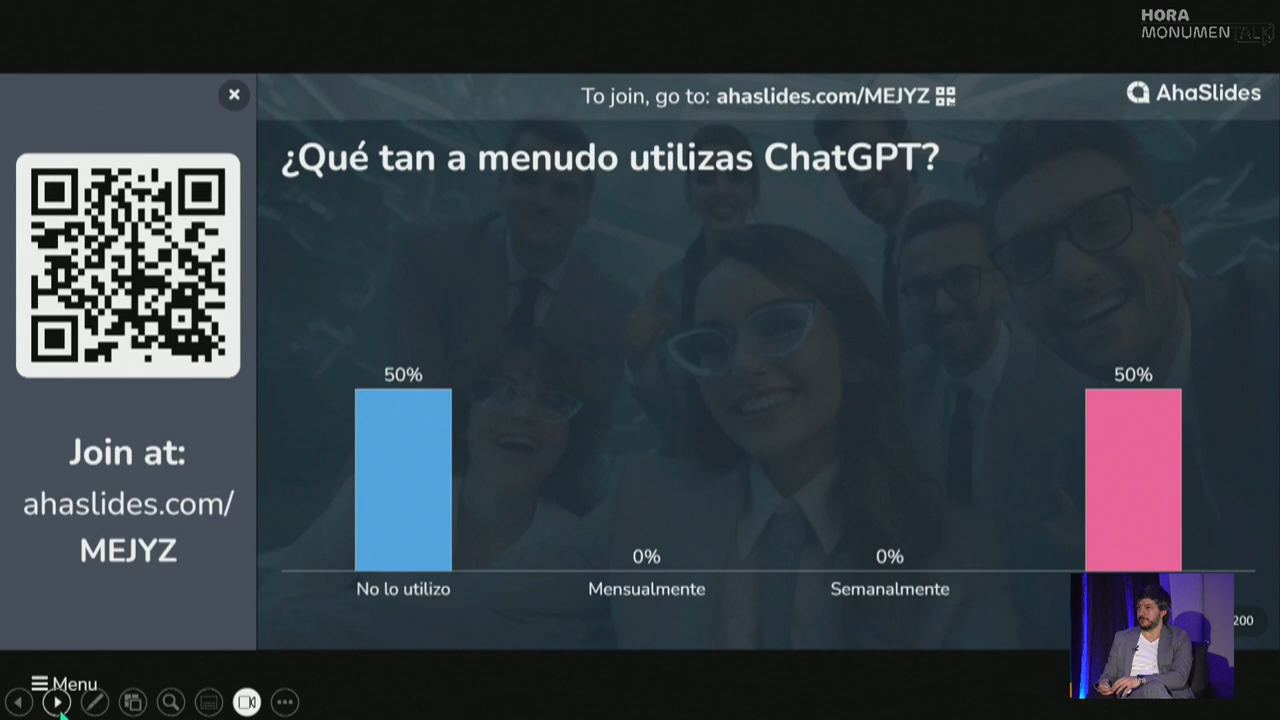 HORA
MONUMENTALK
To join, go to: ahaslides.com/MEJYZ
AhaSlides
¿Qué tan a menudo utilizas ChatGPT?
50%
50%
0%
0%
No lo utilizo
Mensualmente
Semanalmente
Join at:
ahaslides.com/
MEJYZ
200
Menu